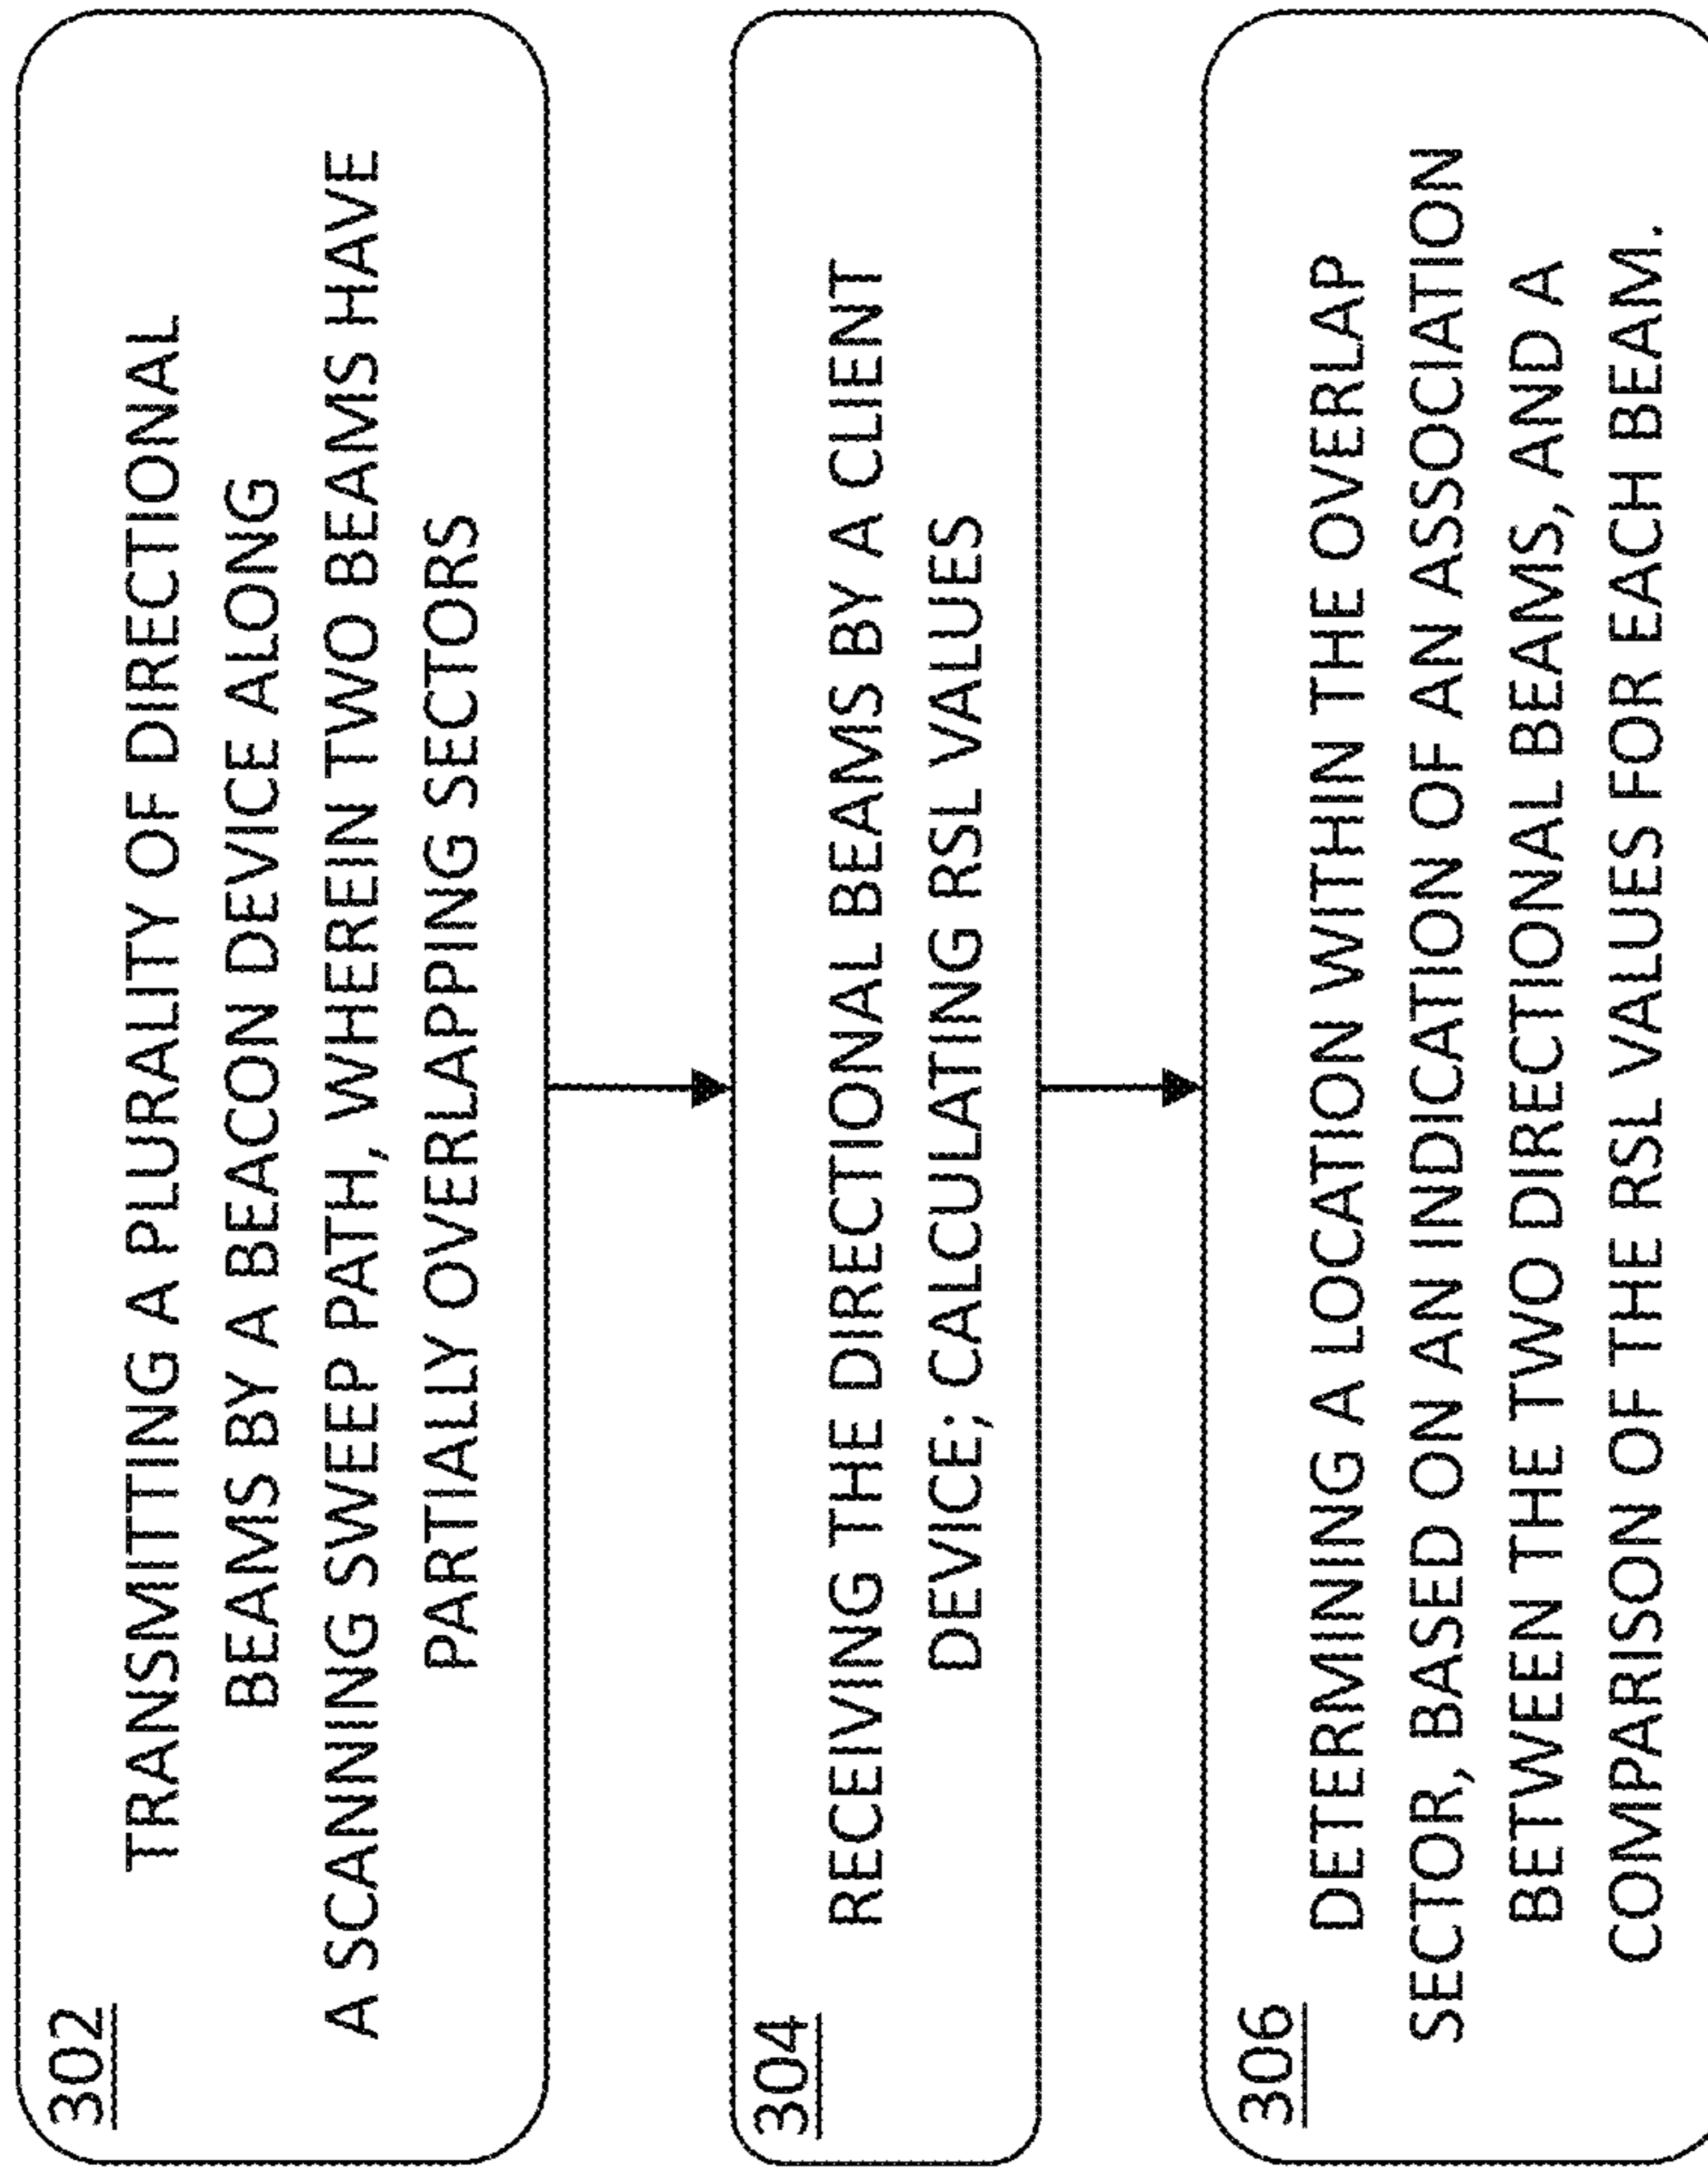 302
TRANSMITTING A PLURALITY OF DIRECTIONAL
BEAMS BY A BEACON DEVICE ALONG
A SCANNING SWEEP PATH, WHEREIN TWO BEAMS HAVE
PARTIALLY OVERLAPPING SECTORS
304
RECEIVING THE DIRECTIONAL BEAMS BY A CLIENT
DEVICE; CALCULATING RSL VALUES
306
DETERMINING A LOCATION WITHIN THE OVERLAP
SECTOR, BASED ON AN INDICATION OF AN ASSOCIATION
BETWEEN THE TWO DIRECTIONAL BEAMS, AND A
COMPARISON OF THE RSL VALUES FOR EACH BEAM.